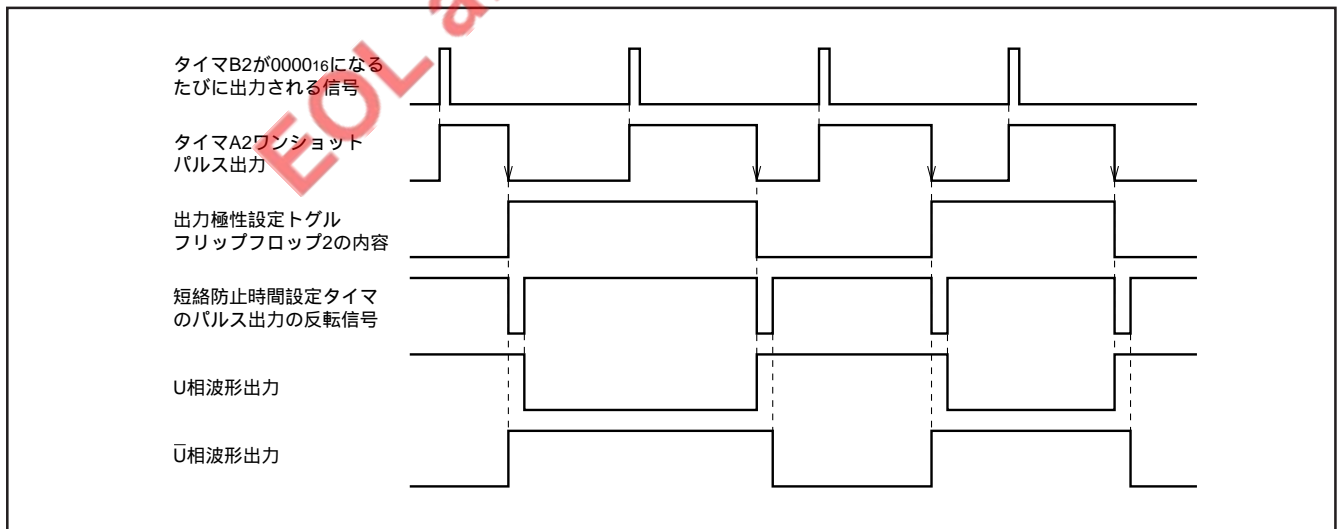 タイマB2が000016になる
たびに出力される信号
タイマA2ワンショット
パルス出力
出力極性設定トグル
フリップフロップ2の内容
短絡防止時間設定タイマ
のパルス出力の反転信号
U相波形出力
U̅相波形出力
EOL a